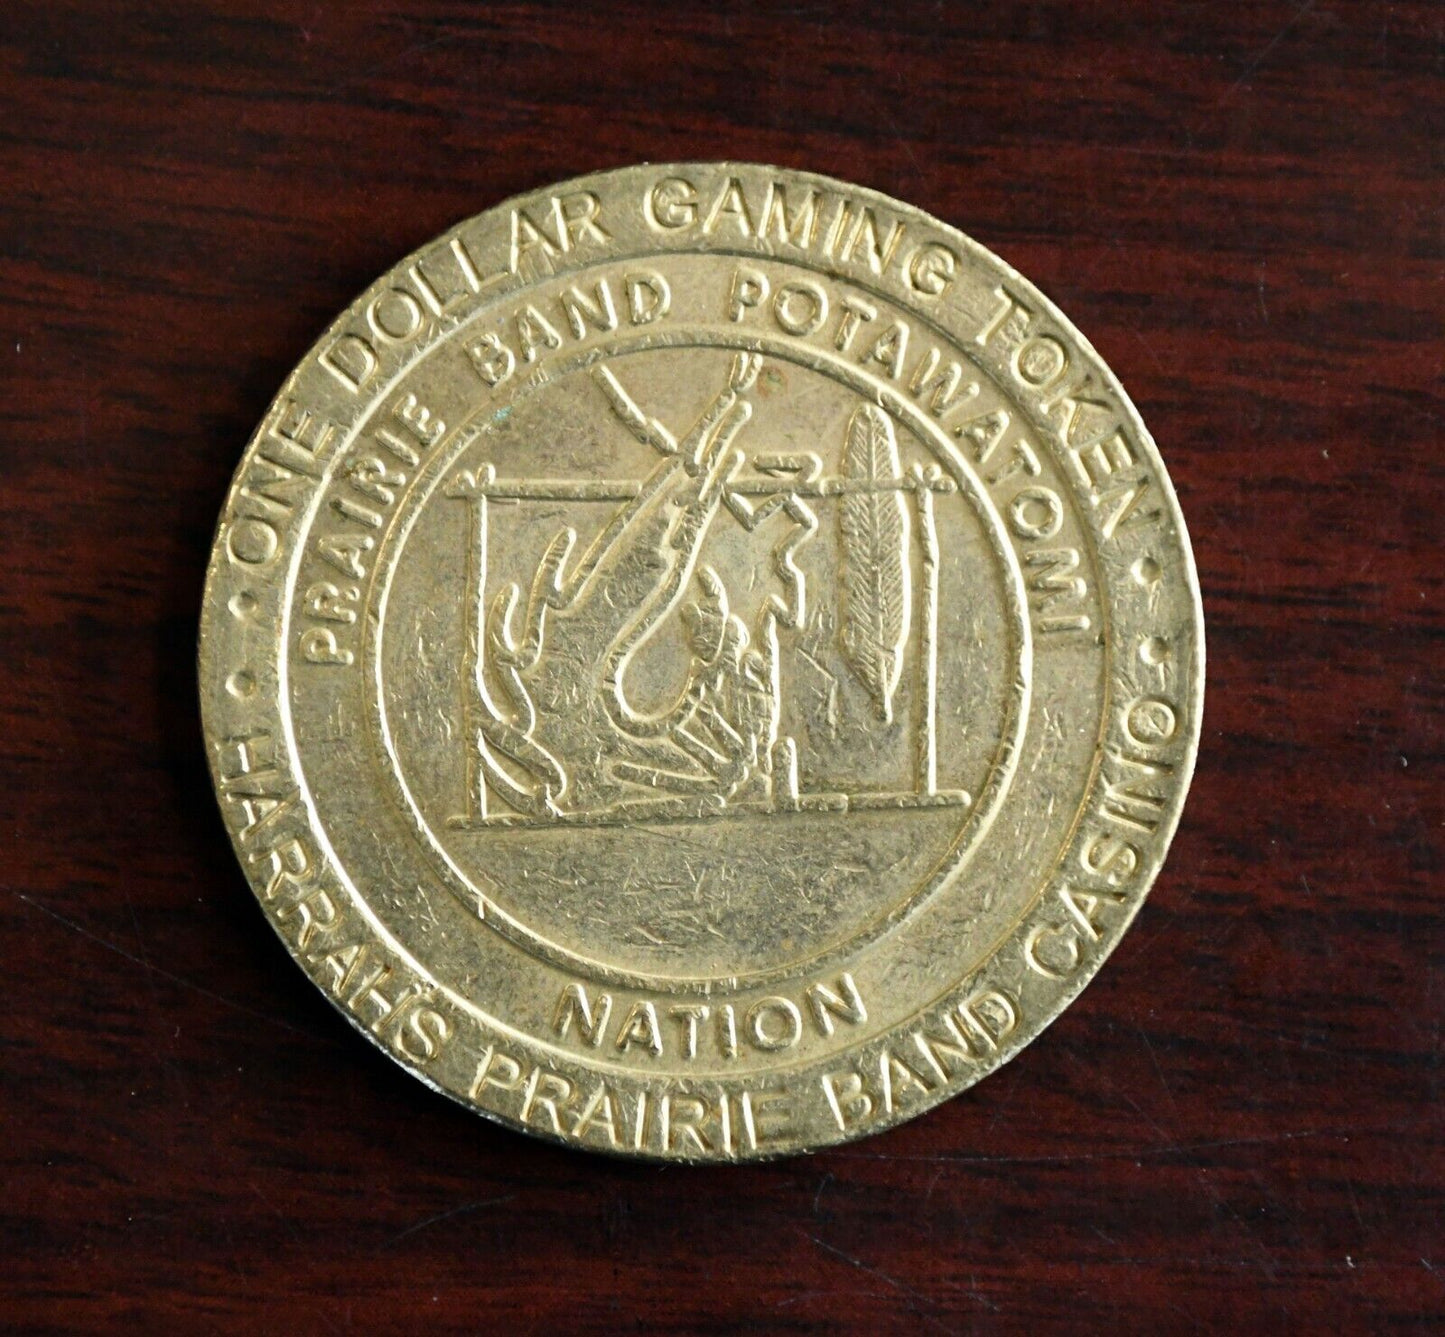 · ONE DOLLAR GAMING TOKEN ·
PRAIRIE BAND POTAWATOMI
NATION
· HARRAH'S PRAIRIE BAND CASINO ·